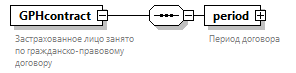 GPHcontract
period
Застрахованное лицо занято
по гражданско-правовому
договору
Период договора